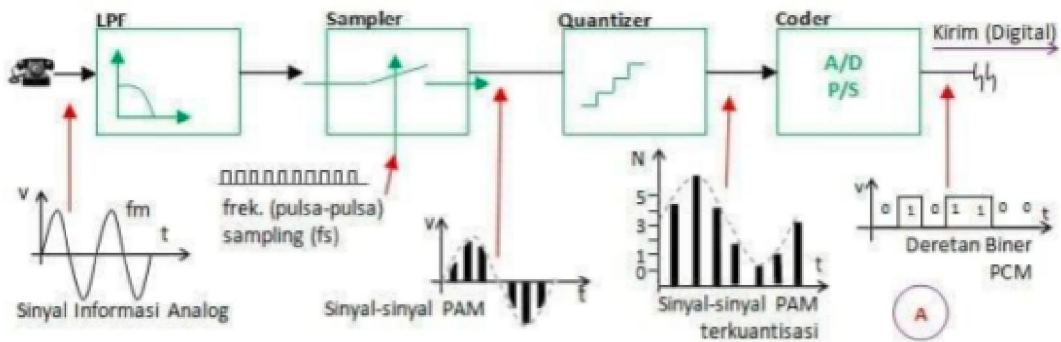 LPF
Sampler
Quantizer
Coder
Kirim (Digital)
A/D
P/S
frek. (pulsa-pulsa)
sampling (fs)
v
fm
t
Sinyal Informasi Analog
v
t
Sinyal-sinyal PAM
N
5
3
1
0
t
Sinyal-sinyal PAM
terkuantisasi
v
0 1 0 1 1 0 0
t
Deretan Biner
PCM
A